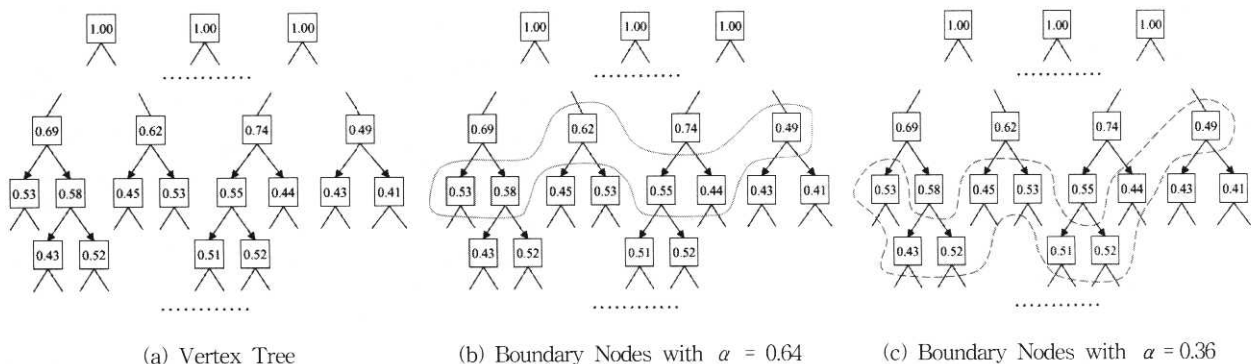 1.00 1.00 1.00 1.00 1.00 1.00 1.00 1.00 1.00
0.69 0.62 0.74 0.49 0.69 0.62 0.74 0.49 0.69 0.62 0.74 0.49
0.53 0.58 0.45 0.53 0.55 0.44 0.43 0.41 0.53 0.58 0.45 0.53 0.55 0.44 0.43 0.41 0.53 0.58 0.45 0.53 0.55 0.44 0.43 0.41
0.43 0.52 0.51 0.52 0.43 0.52 0.51 0.52 0.43 0.52 0.51 0.52
(a) Vertex Tree (b) Boundary Nodes with α = 0.64 (c) Boundary Nodes with α = 0.36